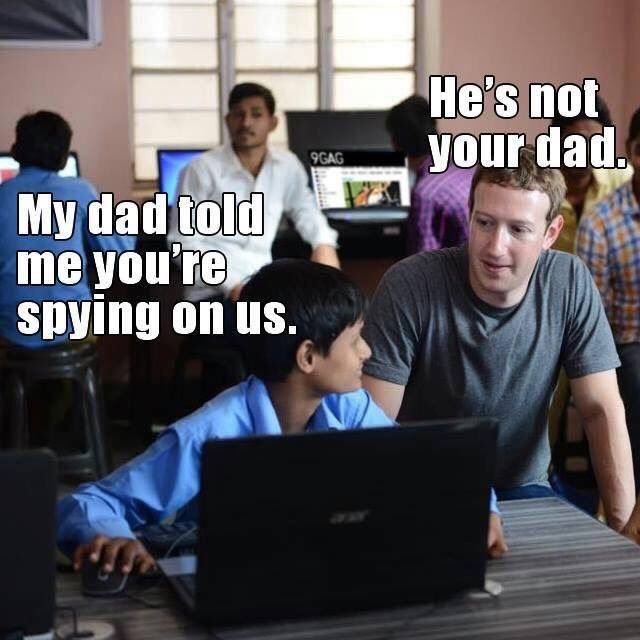 He's not
your dad.
My dad told
me you're
spying on us.
9GAG
acer